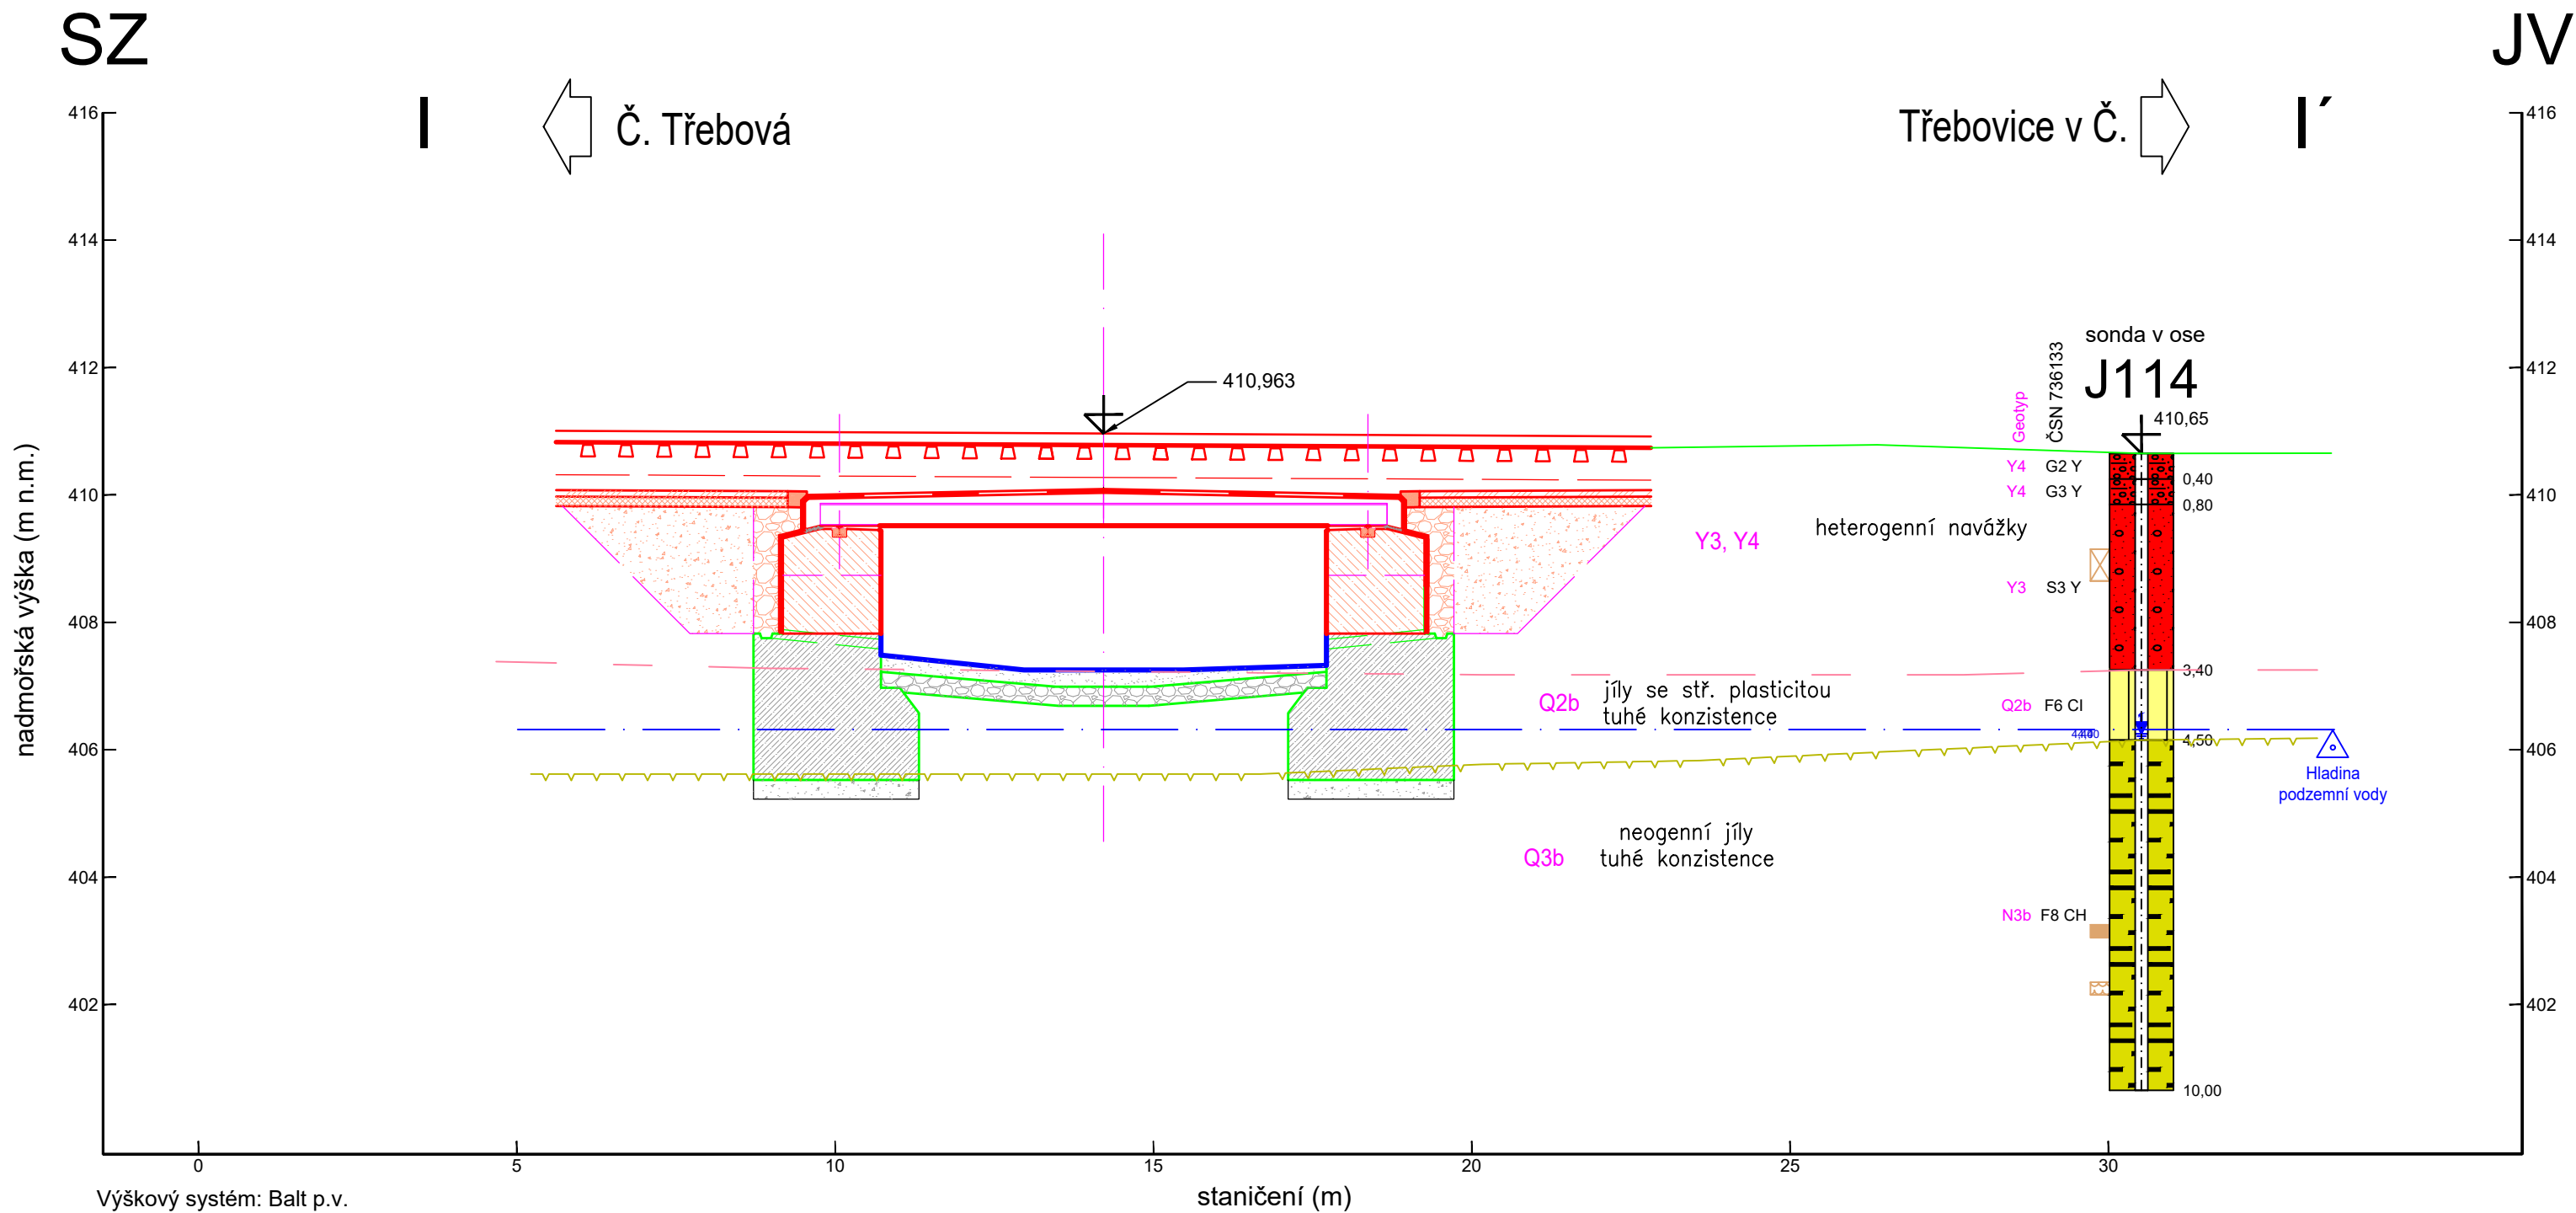 SZ
JV
I
Č. Třebová
Třebovice v Č.
I´
416
416
414
414
412
412
410
410
408
408
406
406
404
404
402
402
nadmořská výška (m n.m.)
410,963
sonda v ose
J114
410,65
Geotyp
ČSN 736133
Y4 G2 Y
0,40
Y4 G3 Y
0,80
heterogenní navážky
Y3, Y4
Y3 S3 Y
3,40
Q2b
jíly se stř. plasticitou
tuhé konzistence
Q2b F6 CI
4,50
Hladina
podzemní vody
neogenní jíly
Q3b
tuhé konzistence
N3b F8 CH
10,00
0
5
10
15
20
25
30
staničení (m)
Výškový systém: Balt p.v.